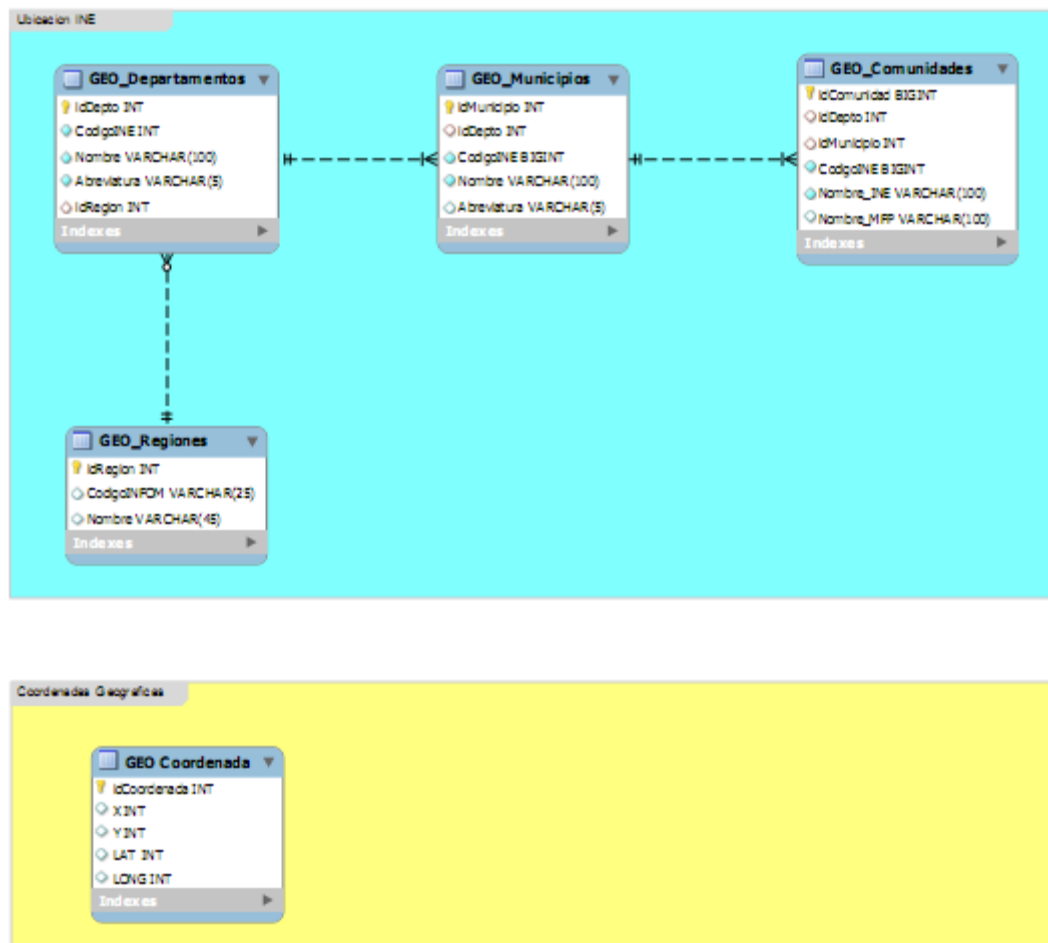 Ubicacion INE
GEO_Departamentos
IdDepto INT
CodigoINE INT
Nombre VARCHAR(100)
Abreviatura VARCHAR(5)
IdRegion INT
Indexes
GEO_Municipios
IdMunicipio INT
IdDepto INT
CodigoINE BIGINT
Nombre VARCHAR(100)
Abreviatura VARCHAR(5)
Indexes
GEO_Comunidades
IdComunidad BIGINT
IdDepto INT
IdMunicipio INT
CodigoINE BIGINT
Nombre_INE VARCHAR(100)
Nombre_MFP VARCHAR(100)
Indexes
GEO_Regiones
IdRegion INT
CodigoINFOM VARCHAR(25)
Nombre VARCHAR(45)
Indexes
Coordenadas Geograficas
GEO Coordenada
idCoordenada INT
X INT
Y INT
LAT INT
LONG INT
Indexes